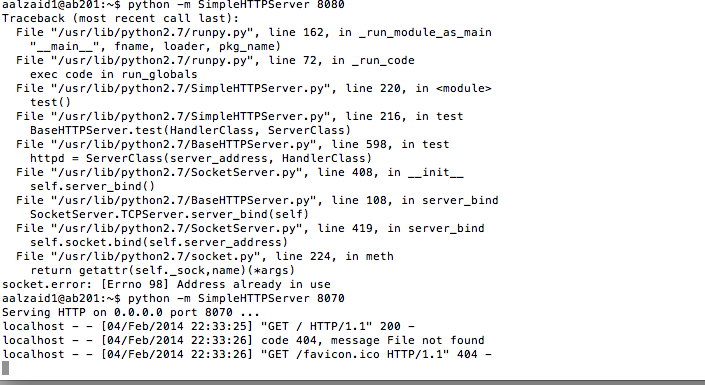 aalzaid1@ab201:~$ python -m SimpleHTTPServer 8080
Traceback (most recent call last):
  File "/usr/lib/python2.7/runpy.py", line 162, in _run_module_as_main
    "__main__", fname, loader, pkg_name)
  File "/usr/lib/python2.7/runpy.py", line 72, in _run_code
    exec code in run_globals
  File "/usr/lib/python2.7/SimpleHTTPServer.py", line 220, in <module>
    test()
  File "/usr/lib/python2.7/SimpleHTTPServer.py", line 216, in test
    BaseHTTPServer.test(HandlerClass, ServerClass)
  File "/usr/lib/python2.7/BaseHTTPServer.py", line 598, in test
    httpd = ServerClass(server_address, HandlerClass)
  File "/usr/lib/python2.7/SocketServer.py", line 408, in __init__
    self.server_bind()
  File "/usr/lib/python2.7/BaseHTTPServer.py", line 108, in server_bind
    SocketServer.TCPServer.server_bind(self)
  File "/usr/lib/python2.7/SocketServer.py", line 419, in server_bind
    self.socket.bind(self.server_address)
  File "/usr/lib/python2.7/socket.py", line 224, in meth
    return getattr(self._sock,name)(*args)
socket.error: [Errno 98] Address already in use
aalzaid1@ab201:~$ python -m SimpleHTTPServer 8070
Serving HTTP on 0.0.0.0 port 8070 ...
localhost - - [04/Feb/2014 22:33:25] "GET / HTTP/1.1" 200 -
localhost - - [04/Feb/2014 22:33:26] code 404, message File not found
localhost - - [04/Feb/2014 22:33:26] "GET /favicon.ico HTTP/1.1" 404 -